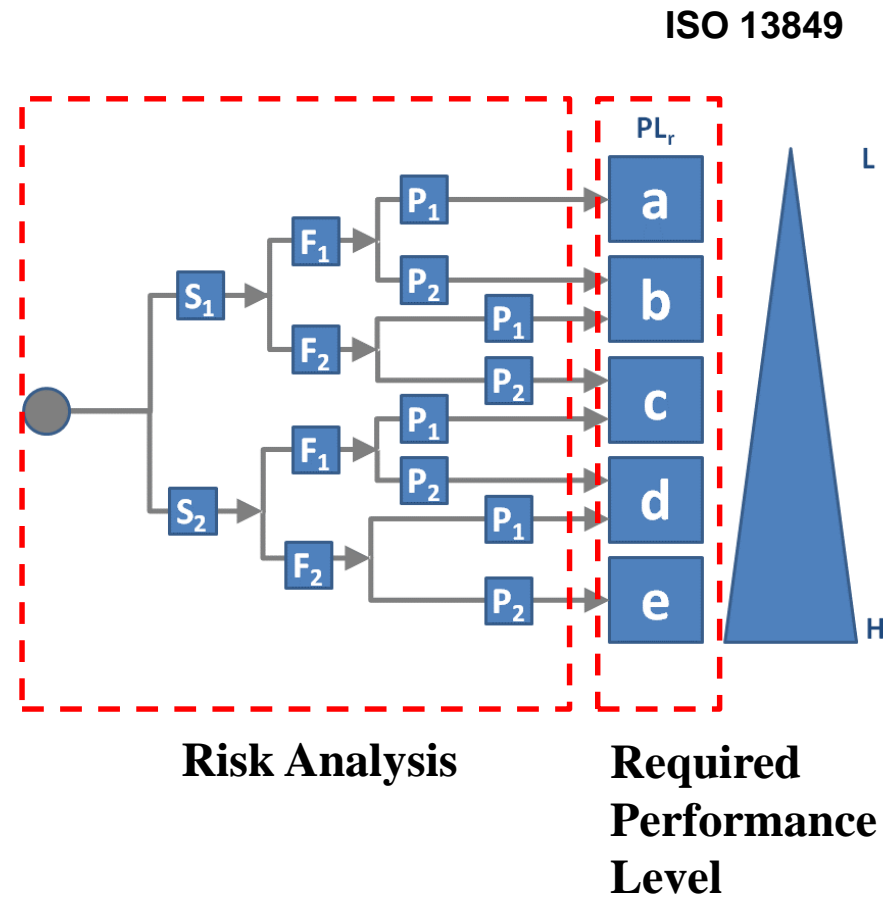 ISO 13849
PLr
L
P1
a
F1
P2
S1
b
P1
F2
P2
c
P1
F1
P2
d
S2
P1
F2
e
P2
H
Risk Analysis
Required
Performance
Level